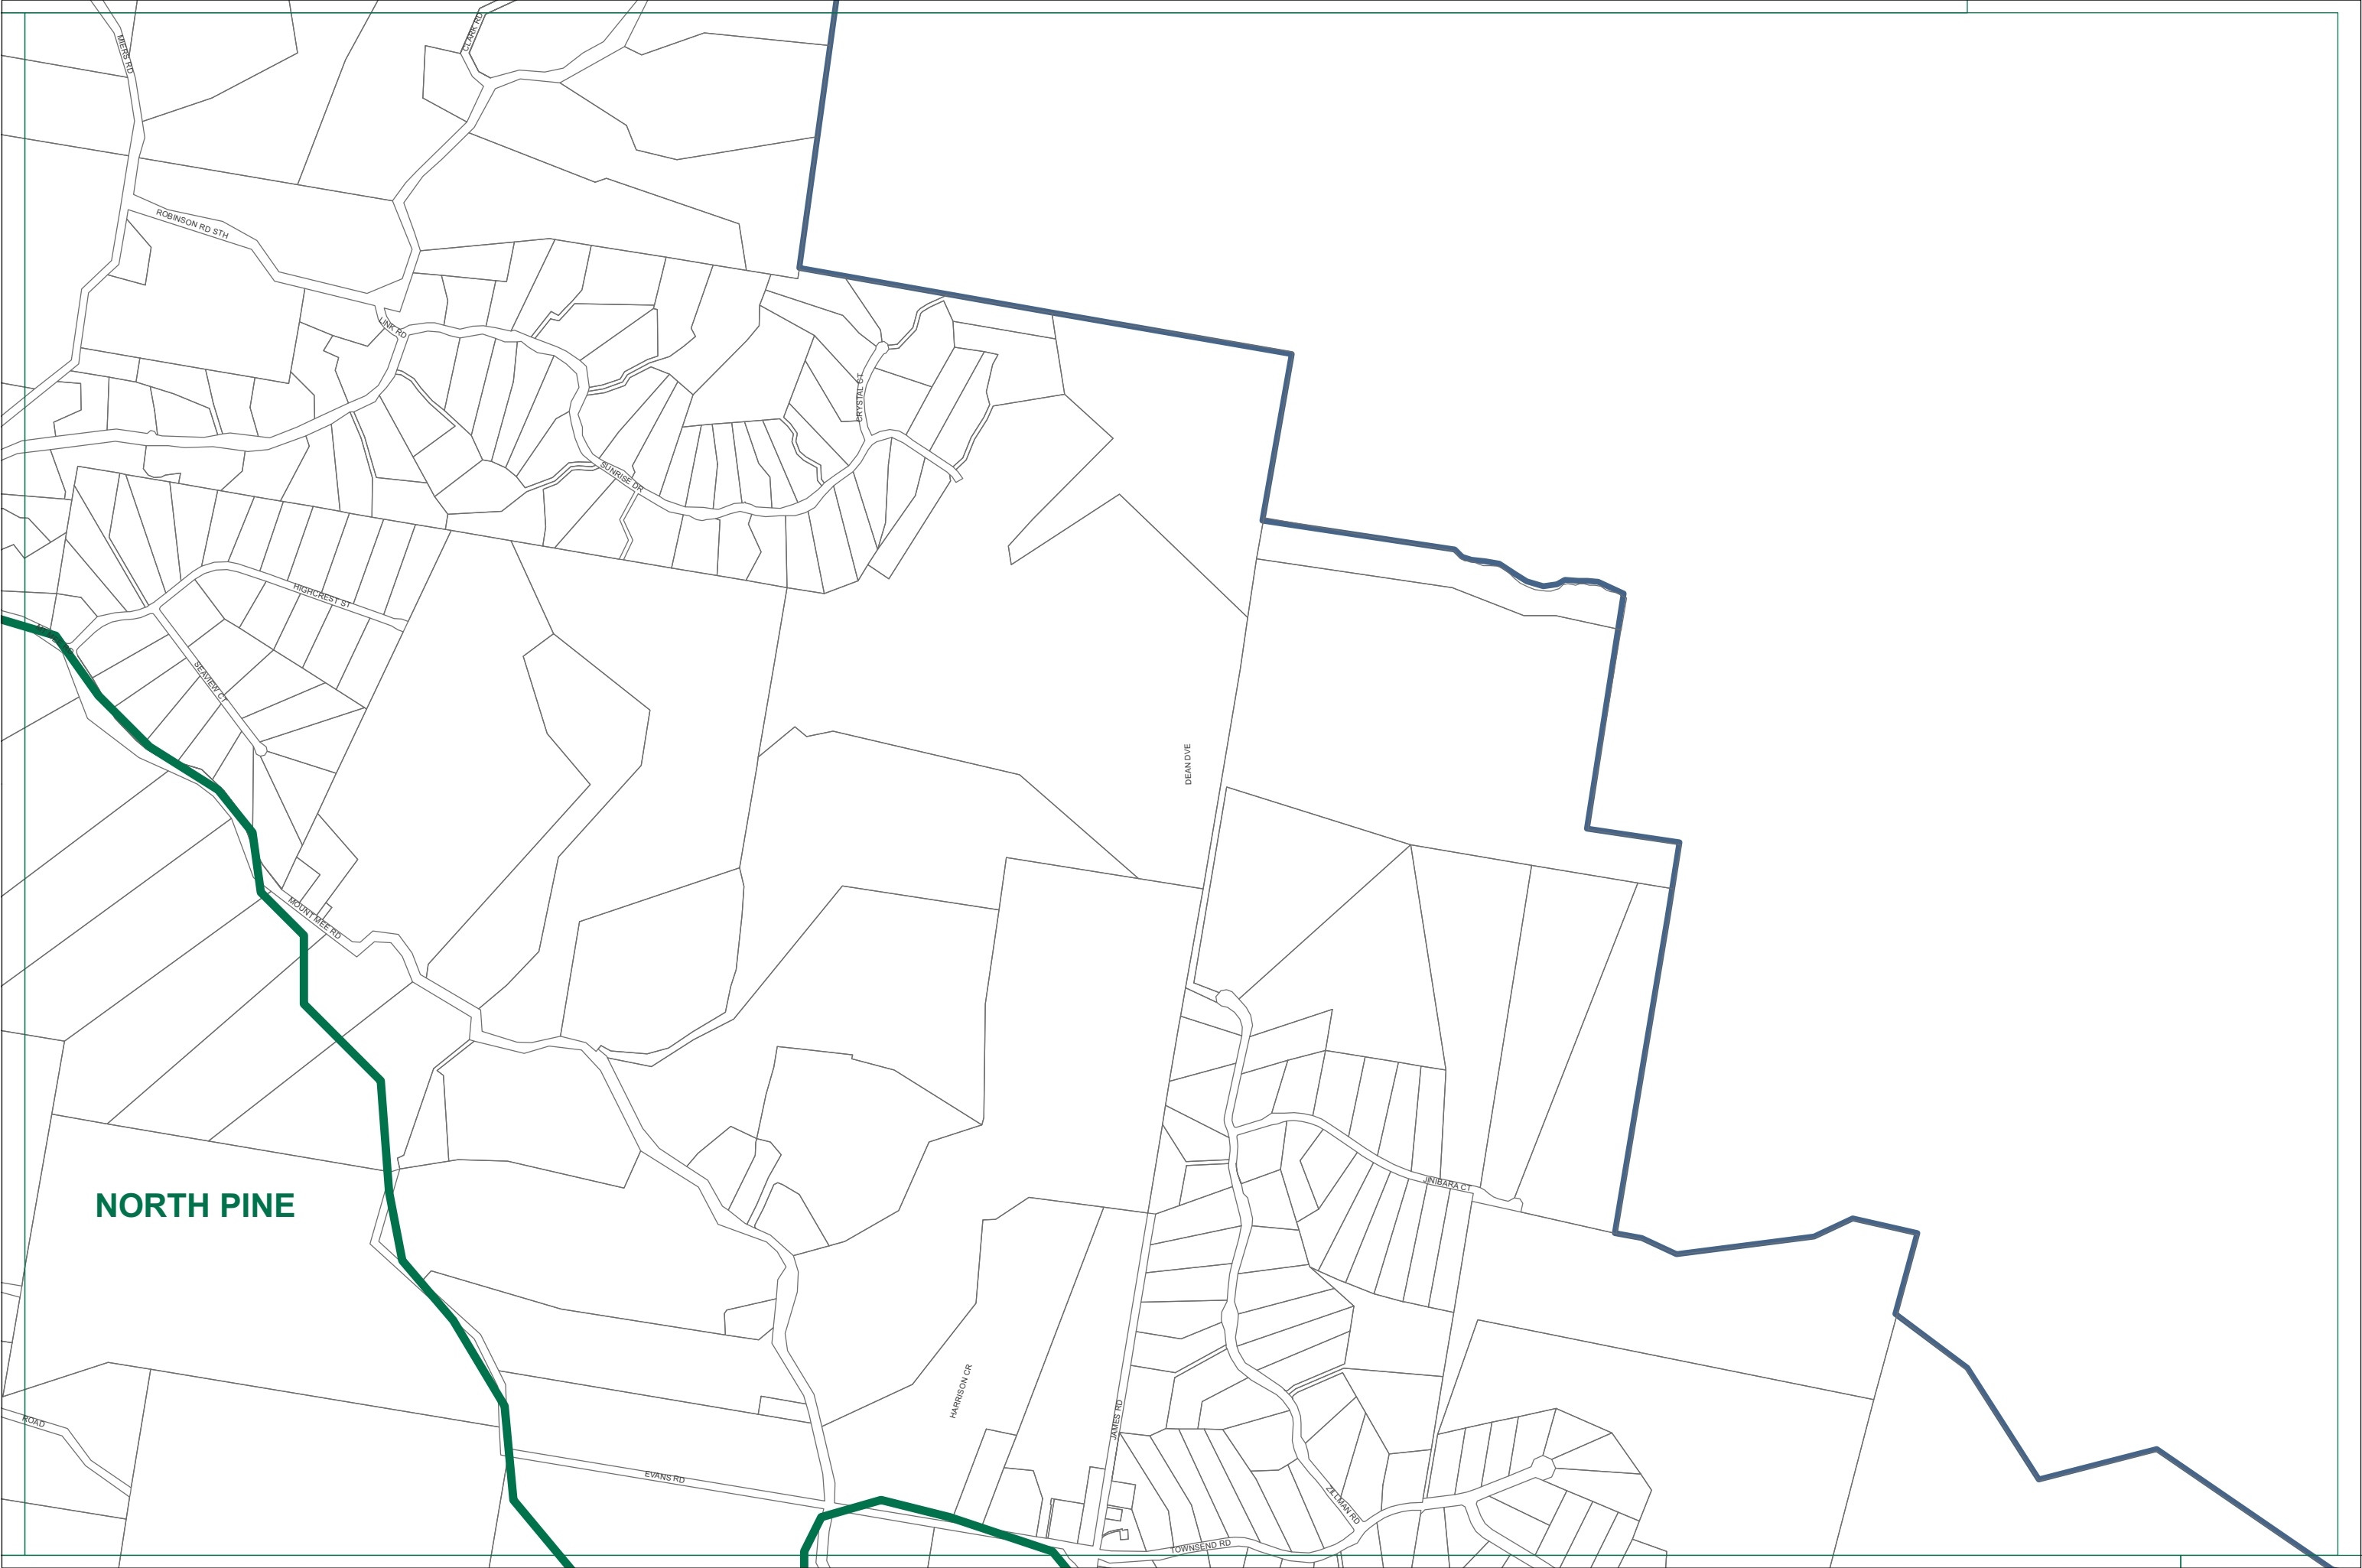 MIERS RD
CLARK RD
ROBINSON RD STH
LINK RD
CRYSTAL CT
SUNRISE DR
HIGHCREST ST
SEAVIEW CT
DEAN DVE
MOUNT MEE RD
JINIBARA CT
NORTH PINE
HARRISON CR
JAMES RD
ROAD
EVANS RD
ZILLMAN RD
TOWNSEND RD